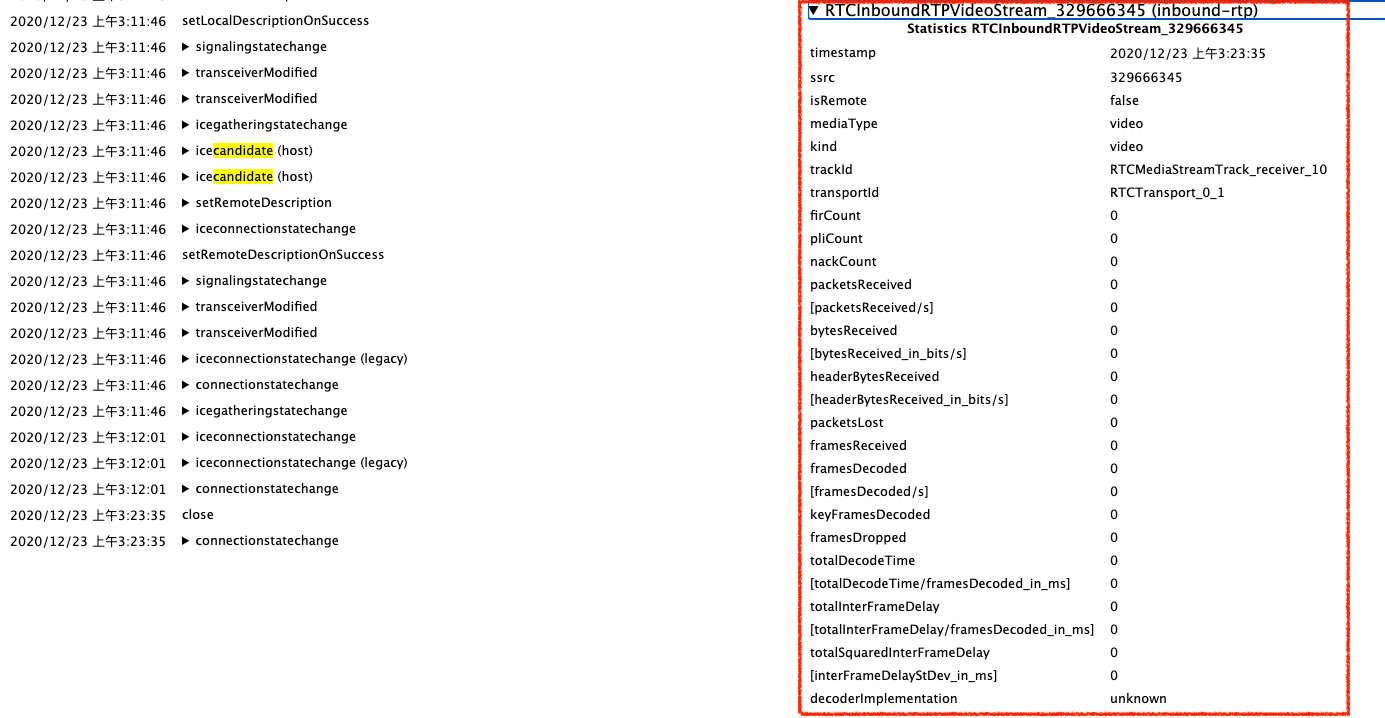 2020/12/23 上午3:11:46 setLocalDescriptionOnSuccess
2020/12/23 上午3:11:46 ▶ signalingstatechange
2020/12/23 上午3:11:46 ▶ transceiverModified
2020/12/23 上午3:11:46 ▶ transceiverModified
2020/12/23 上午3:11:46 ▶ icegatheringstatechange
2020/12/23 上午3:11:46 ▶ icecandidate (host)
2020/12/23 上午3:11:46 ▶ icecandidate (host)
2020/12/23 上午3:11:46 ▶ setRemoteDescription
2020/12/23 上午3:11:46 ▶ iceconnectionstatechange
2020/12/23 上午3:11:46 setRemoteDescriptionOnSuccess
2020/12/23 上午3:11:46 ▶ signalingstatechange
2020/12/23 上午3:11:46 ▶ transceiverModified
2020/12/23 上午3:11:46 ▶ transceiverModified
2020/12/23 上午3:11:46 ▶ iceconnectionstatechange (legacy)
2020/12/23 上午3:11:46 ▶ connectionstatechange
2020/12/23 上午3:11:46 ▶ icegatheringstatechange
2020/12/23 上午3:12:01 ▶ iceconnectionstatechange
2020/12/23 上午3:12:01 ▶ iceconnectionstatechange (legacy)
2020/12/23 上午3:12:01 ▶ connectionstatechange
2020/12/23 上午3:23:35 close
2020/12/23 上午3:23:35 ▶ connectionstatechange
▼ RTCInboundRTPVideoStream_329666345 (inbound-rtp)
Statistics RTCInboundRTPVideoStream_329666345
timestamp 2020/12/23 上午3:23:35
ssrc 329666345
isRemote false
mediaType video
kind video
trackId RTCMediaStreamTrack_receiver_10
transportId RTCTransport_0_1
firCount 0
pliCount 0
nackCount 0
packetsReceived 0
[packetsReceived/s] 0
bytesReceived 0
[bytesReceived_in_bits/s] 0
headerBytesReceived 0
[headerBytesReceived_in_bits/s] 0
packetsLost 0
framesReceived 0
framesDecoded 0
[framesDecoded/s] 0
keyFramesDecoded 0
framesDropped 0
totalDecodeTime 0
[totalDecodeTime/framesDecoded_in_ms] 0
totalInterFrameDelay 0
[totalInterFrameDelay/framesDecoded_in_ms] 0
totalSquaredInterFrameDelay 0
[interFrameDelayStDev_in_ms] 0
decoderImplementation unknown